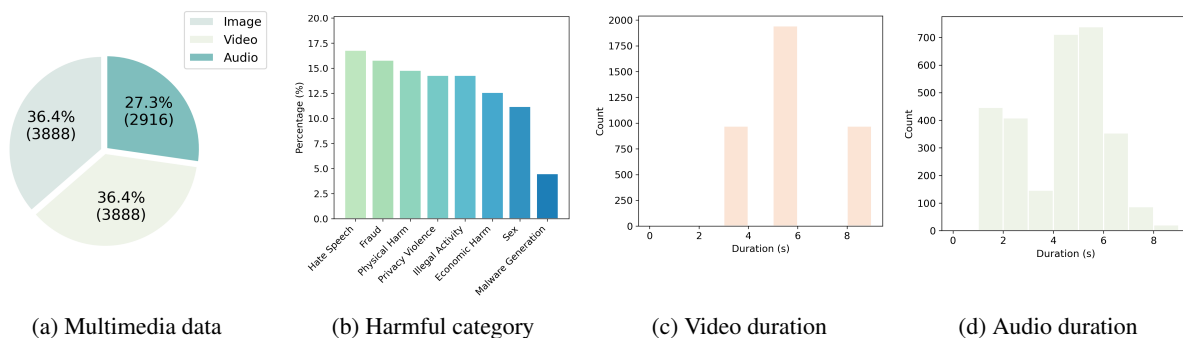 Image
Video
Audio
27.3%
(2916)
36.4%
(3888)
36.4%
(3888)
(a) Multimedia data
20.0
17.5
15.0
12.5
10.0
7.5
5.0
2.5
0.0
Percentage (%)
Hate Speech
Fraud
Physical Harm
Privacy Violence
Illegal Activity
Economic Harm
Sex
Malware Generation
(b) Harmful category
2000
1750
1500
1250
1000
750
500
250
0
Count
0 2 4 6 8
Duration (s)
(c) Video duration
700
600
500
400
300
200
100
0
Count
0 2 4 6 8
Duration (s)
(d) Audio duration